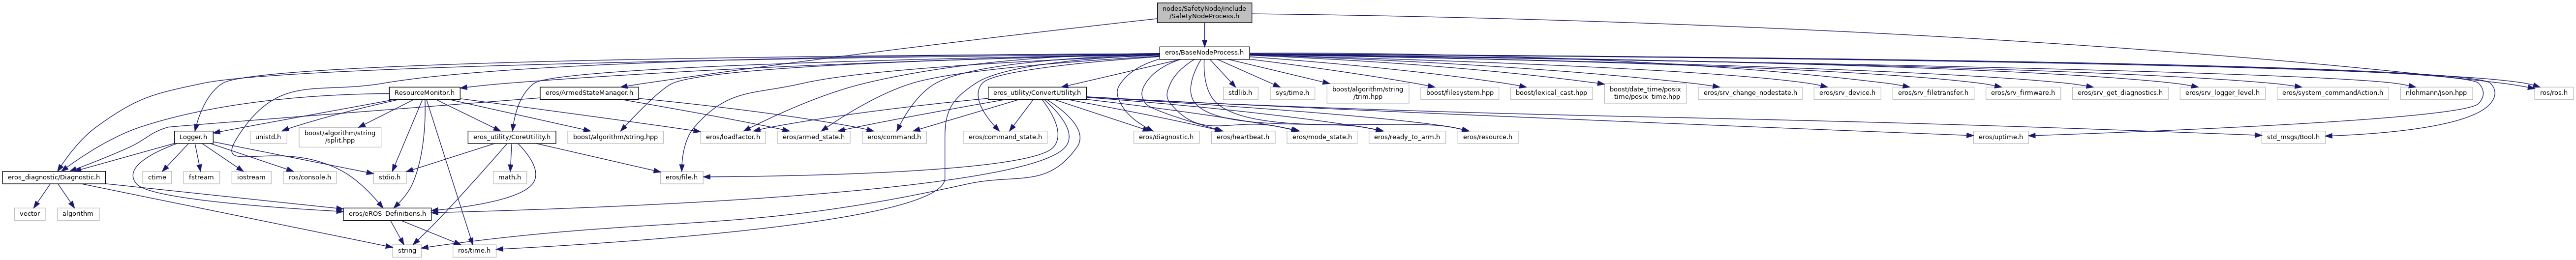 nodes/SafetyNode/include
/SafetyNodeProcess.h
eros/BaseNodeProcess.h
ResourceMonitor.h
eros/ArmedStateManager.h
eros_utility/ConvertUtility.h
stdlib.h
sys/time.h
boost/algorithm/string
/trim.hpp
boost/filesystem.hpp
boost/lexical_cast.hpp
boost/date_time/posix
_time/posix_time.hpp
eros/srv_change_nodestate.h
eros/srv_device.h
eros/srv_filetransfer.h
eros/srv_firmware.h
eros/srv_get_diagnostics.h
eros/srv_logger_level.h
eros/system_commandAction.h
nlohmann/json.hpp
ros/ros.h
Logger.h
unistd.h
boost/algorithm/string
/split.hpp
eros_utility/CoreUtility.h
boost/algorithm/string.hpp
eros/loadfactor.h
eros/armed_state.h
eros/command.h
eros/command_state.h
eros/diagnostic.h
eros/heartbeat.h
eros/mode_state.h
eros/ready_to_arm.h
eros/resource.h
eros/uptime.h
std_msgs/Bool.h
eros_diagnostic/Diagnostic.h
ctime
fstream
iostream
ros/console.h
stdio.h
math.h
eros/file.h
vector
algorithm
eros/eROS_Definitions.h
string
ros/time.h